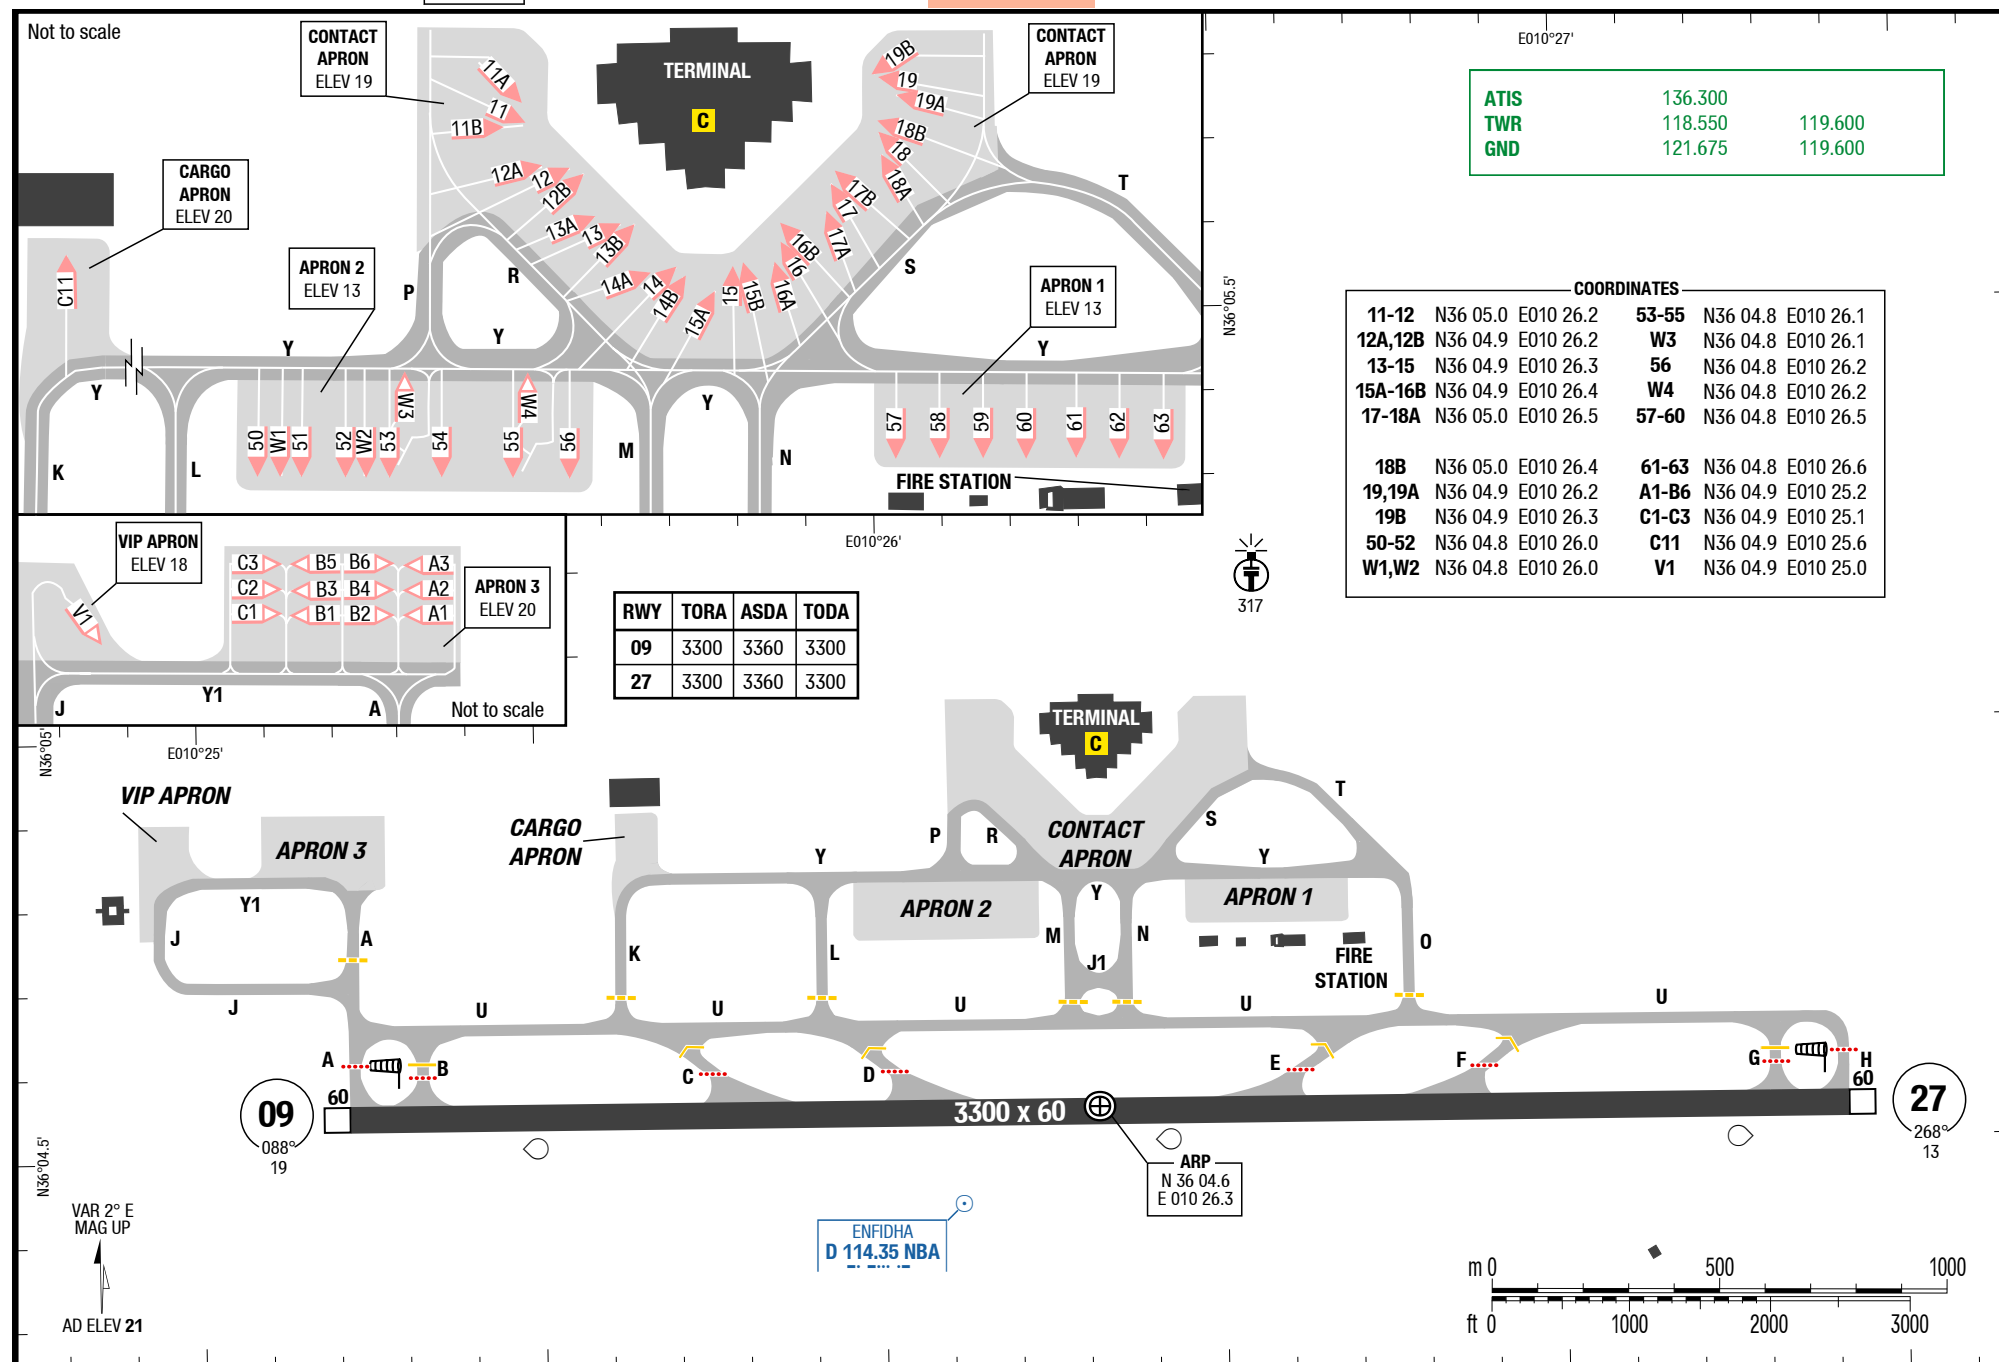 Not to scale
CONTACT
APRON
ELEV 19
TERMINAL
C
CONTACT
APRON
ELEV 19
11A
11
11B
12A
12
12B
13A
13
13B
14A
14
14B
15A
15
15B
16A
16
16B
17A
17
17B
18A
18
18B
19A
19
19B
CARGO
APRON
ELEV 20
C11
APRON 2
ELEV 13
APRON 1
ELEV 13
P
R
S
T
Y
Y
Y
Y
Y
K
L
M
N
50
W1
51
52
W2
53
W3
54
55
W4
56
57
58
59
60
61
62
63
FIRE STATION
E010°27'
ATIS 136.300
TWR 118.550 119.600
GND 121.675 119.600
N36°05.5'
COORDINATES
11-12 N36 05.0 E010 26.2 53-55 N36 04.8 E010 26.1
12A,12B N36 04.9 E010 26.2 W3 N36 04.8 E010 26.1
13-15 N36 04.9 E010 26.3 56 N36 04.8 E010 26.2
15A-16B N36 04.9 E010 26.4 W4 N36 04.8 E010 26.2
17-18A N36 05.0 E010 26.5 57-60 N36 04.8 E010 26.5
18B N36 05.0 E010 26.4 61-63 N36 04.8 E010 26.6
19,19A N36 04.9 E010 26.2 A1-B6 N36 04.9 E010 25.2
19B N36 04.9 E010 26.3 C1-C3 N36 04.9 E010 25.1
50-52 N36 04.8 E010 26.0 C11 N36 04.9 E010 25.6
W1,W2 N36 04.8 E010 26.0 V1 N36 04.9 E010 25.0
VIP APRON
ELEV 18
V1
C3 B5 B6 A3
C2 B3 B4 A2
C1 B1 B2 A1
APRON 3
ELEV 20
J
Y1
A
Not to scale
E010°26'
317
RWY TORA ASDA TODA
09 3300 3360 3300
27 3300 3360 3300
N36°05'
E010°25'
VIP APRON
APRON 3
CARGO
APRON
TERMINAL
C
CONTACT
APRON
P
R
S
T
Y
Y
Y
Y1
APRON 2
APRON 1
J
A
K
L
M
N
J1
O
FIRE
STATION
J
U
U
U
U
U
A
B
C
D
E
F
G
H
09
088°
19
60
3300 x 60
60
27
268°
13
ARP
N 36 04.6
E 010 26.3
N36°04.5'
VAR 2° E
MAG UP
AD ELEV 21
ENFIDHA
D 114.35 NBA
m 0 500 1000
ft 0 1000 2000 3000